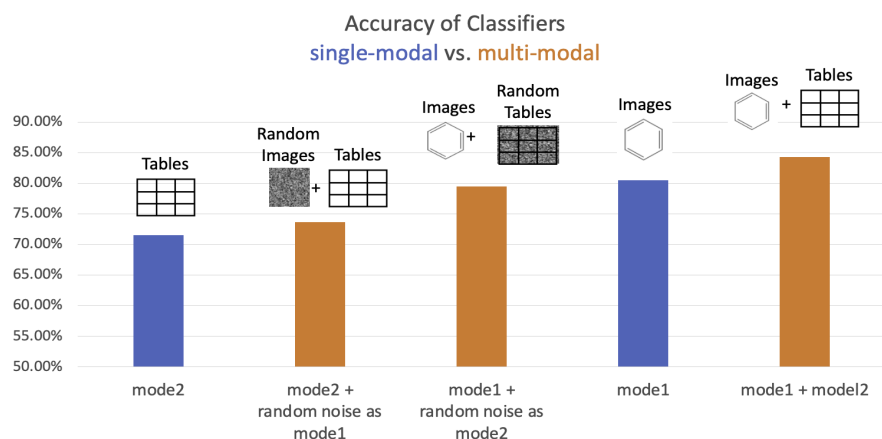 Accuracy of Classifiers
single-modal vs. multi-modal
Images
Tables
Random
Tables
Images
Images
Random
Images
Tables
Tables
90.00%
85.00%
80.00%
75.00%
70.00%
65.00%
60.00%
55.00%
50.00%
+
+
+
mode2
mode2 +
random noise as
mode1
mode1 +
random noise as
mode2
mode1
mode1 + model2